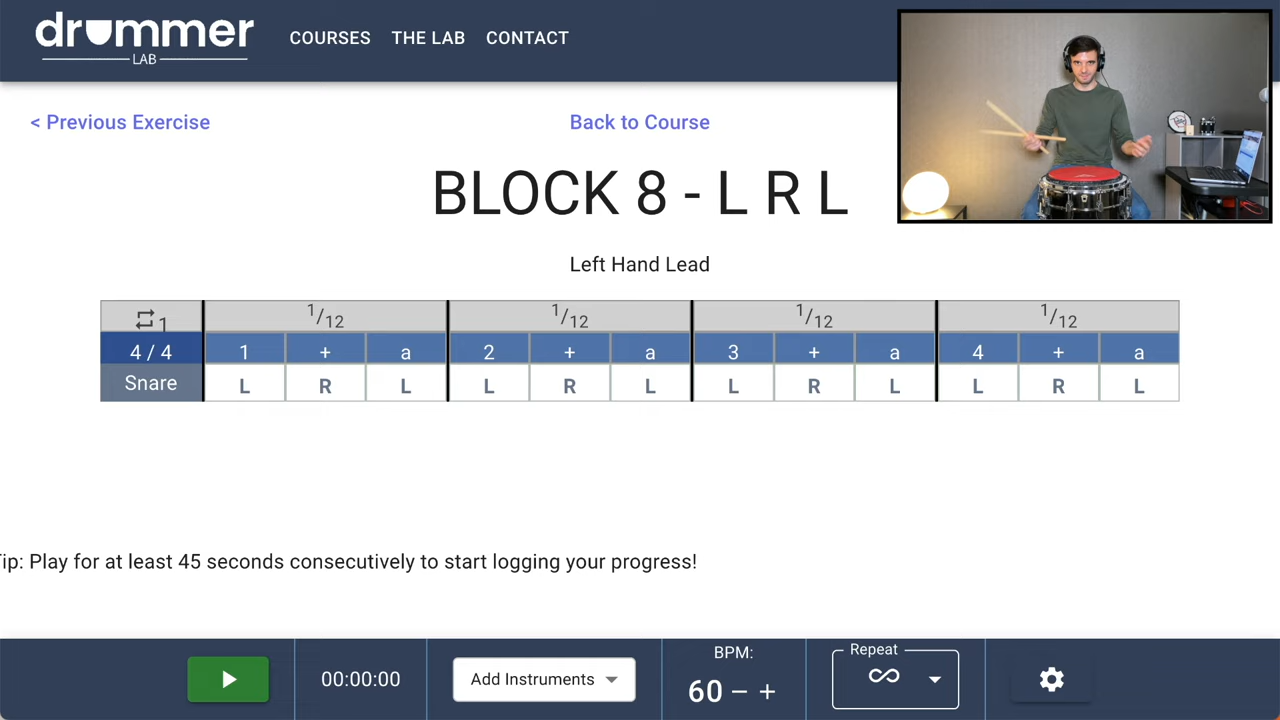 drummer
LAB
COURSES THE LAB CONTACT
< Previous Exercise
Back to Course
BLOCK 8 - L R L
Left Hand Lead
1 1/12 1/12 1/12 1/12
4 / 4 1 + a 2 + a 3 + a 4 + a
Snare L R L L R L L R L L R L
ip: Play for at least 45 seconds consecutively to start logging your progress!
00:00:00
Add Instruments
BPM:
60 − +
Repeat
∞